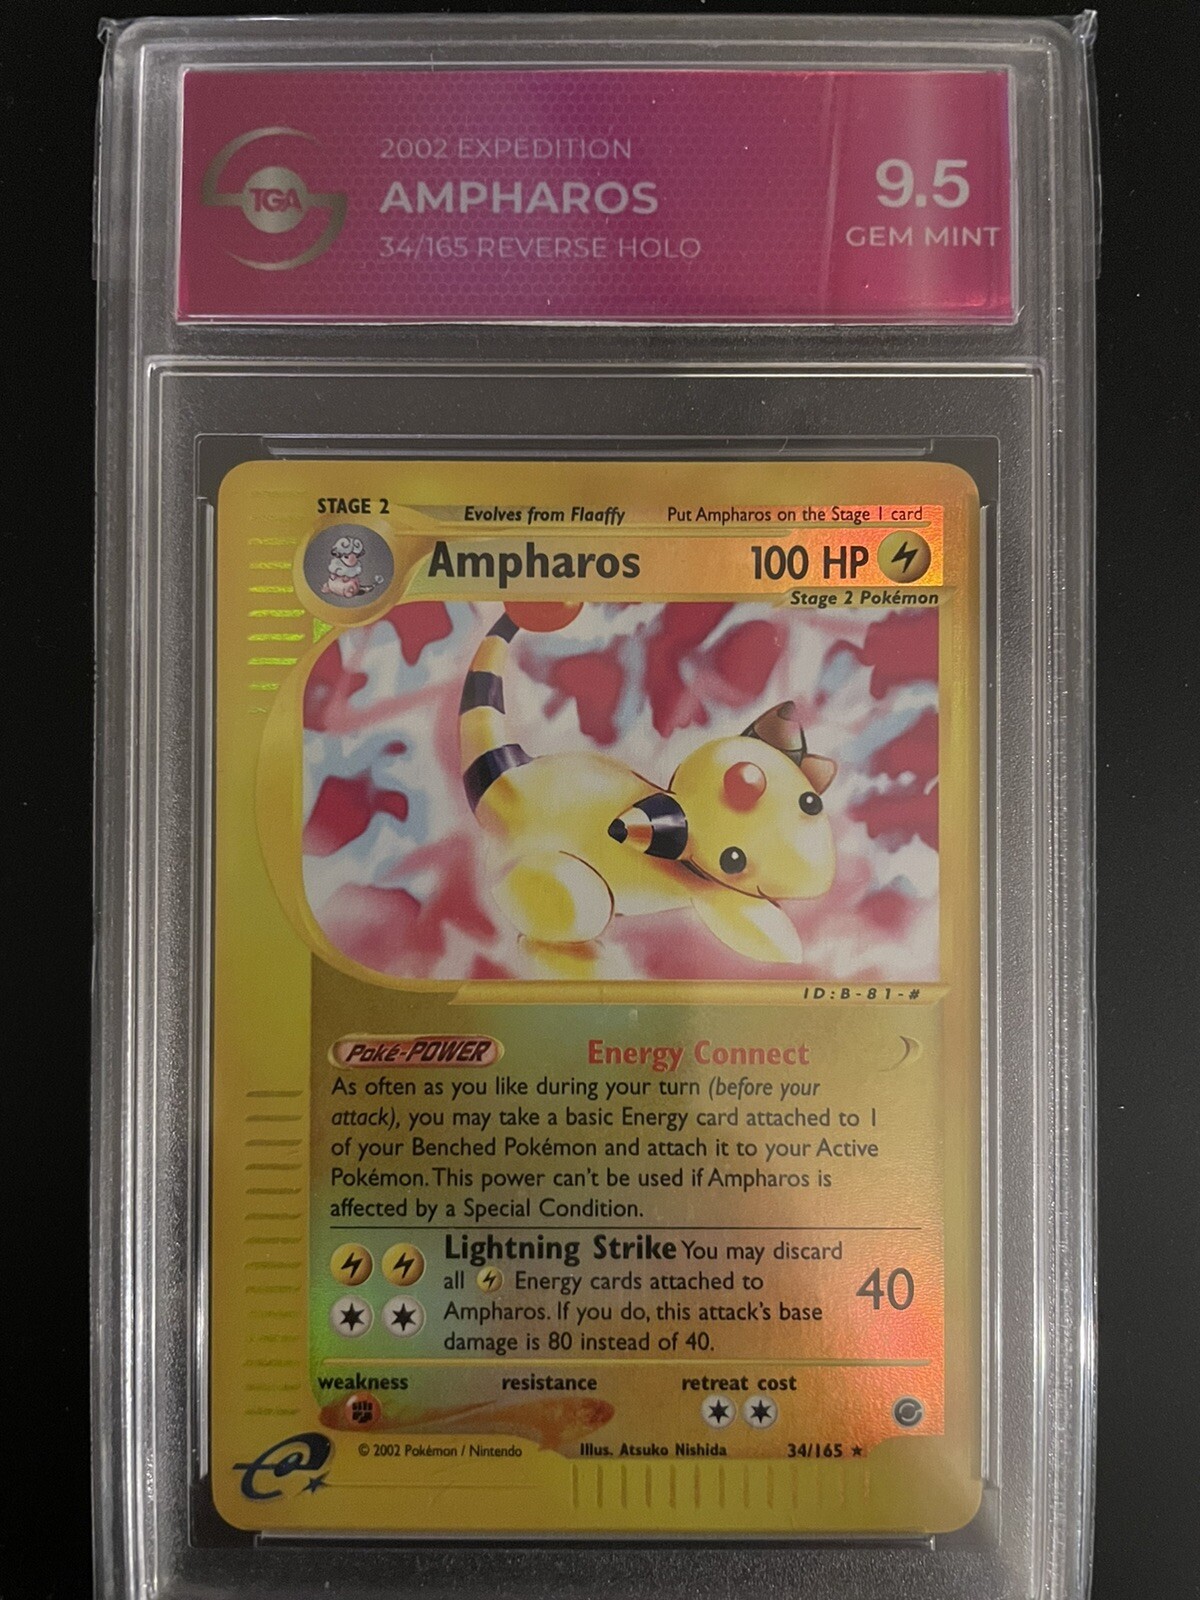 TGA
2002 EXPEDITION
AMPHAROS
34/165 REVERSE HOLO
9.5
GEM MINT
STAGE 2
Evolves from Flaaffy
Put Ampharos on the Stage 1 card
Ampharos
100 HP
Stage 2 Pokémon
ID:B-81-#
Poké-POWER
Energy Connect
As often as you like during your turn (before your
attack), you may take a basic Energy card attached to 1
of your Benched Pokémon and attach it to your Active
Pokémon. This power can't be used if Ampharos is
affected by a Special Condition.
Lightning Strike You may discard
all Energy cards attached to
Ampharos. If you do, this attack's base
damage is 80 instead of 40.
40
weakness
resistance
retreat cost
© 2002 Pokémon / Nintendo
Illus. Atsuko Nishida
34/165 ★
e